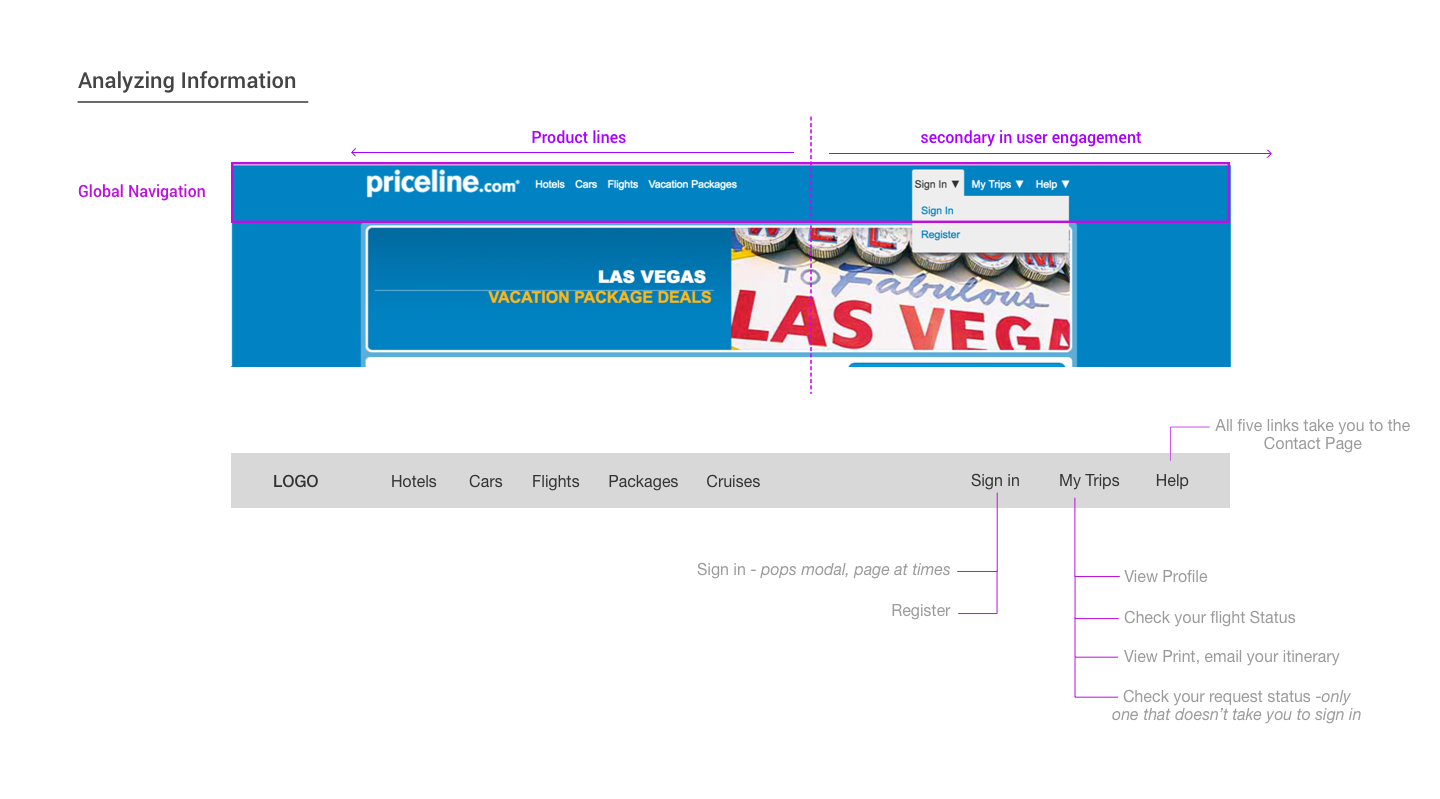 Analyzing Information
Product lines
secondary in user engagement
Global Navigation
priceline.com®
Hotels Cars Flights Vacation Packages
Sign In ▼ My Trips ▼ Help ▼
Sign In
Register
WELCOM
TO Fabulous
LAS VEGA
LAS VEGAS
VACATION PACKAGE DEALS
All five links take you to the
Contact Page
LOGO Hotels Cars Flights Packages Cruises Sign in My Trips Help
Sign in - pops modal, page at times
Register
View Profile
Check your flight Status
View Print, email your itinerary
Check your request status -only
one that doesn’t take you to sign in